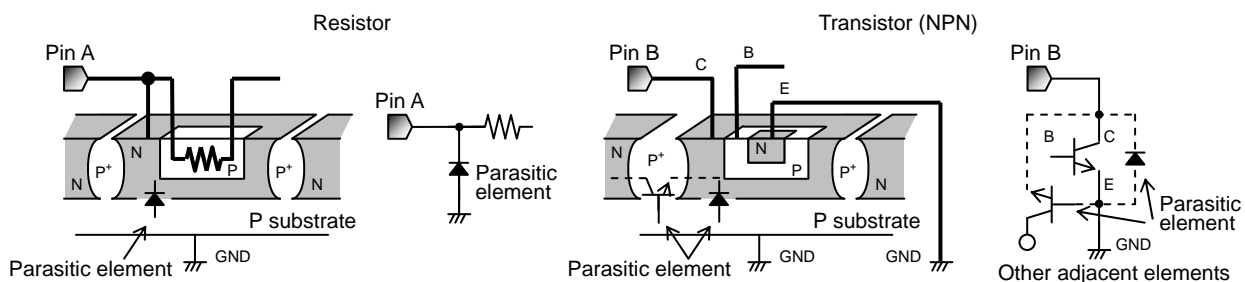 Resistor
Pin A
N
P+
N
P
P+
N
Parasitic element
GND
P substrate
Pin A
Parasitic
element
Transistor (NPN)
Pin B
C
B
E
N
P+
N
P
P+
N
P substrate
Parasitic element
GND
GND
Pin B
B
C
E
Parasitic
element
GND
Other adjacent elements